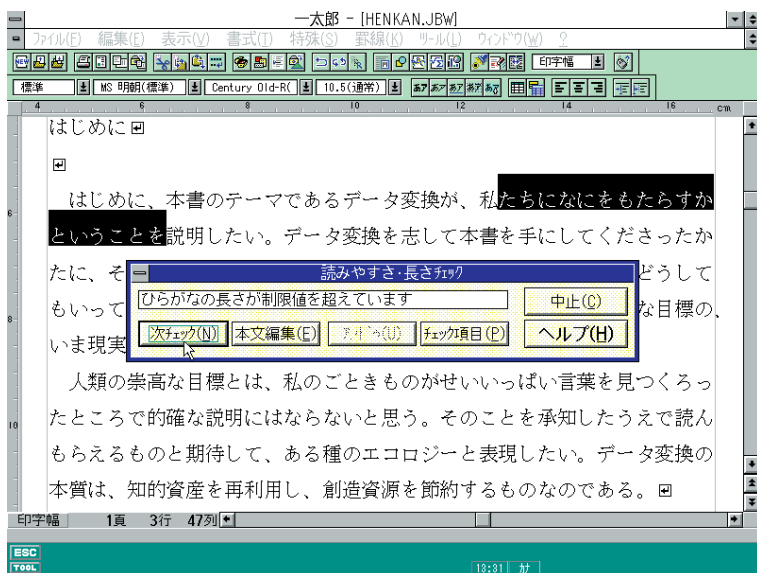 一太郎 - [HENKAN.JBW]
ﾌｧｲﾙ(F) 編集(E) 表示(V) 書式(T) 特殊(S) 罫線(K) ﾂｰﾙ(L) ｳｨﾝﾄﾞｳ(W) ?
印字幅
標準 MS 明朝(標準) Century Old-R( 10.5(通常)
4 6 8 10 12 14 16 cm
はじめに
はじめに、本書のテーマであるデータ変換が、私たちになにをもたらすか
ということを説明したい。データ変換を志して本書を手にしてくださったか
たに、そ
どうして
もいって
な目標の、
いま現実
読みやすさ・長さﾁｪｯｸ
ひらがなの長さが制限値を超えています
中止(C)
次ﾁｪｯｸ(N) 本文編集(E) ﾁｪｯｸ項目(P) ヘルプ(H)
人類の崇高な目標とは、私のごときものがせいいっぱい言葉を見つくろっ
たところで的確な説明にはならないと思う。そのことを承知したうえで読ん
もらえるものと期待して、ある種のエコロジーと表現したい。データ変換の
本質は、知的資産を再利用し、創造資源を節約するものなのである。
6
8
10
印字幅 1頁 3行 47列
ESC
TOOL
13:31 ｶﾅ